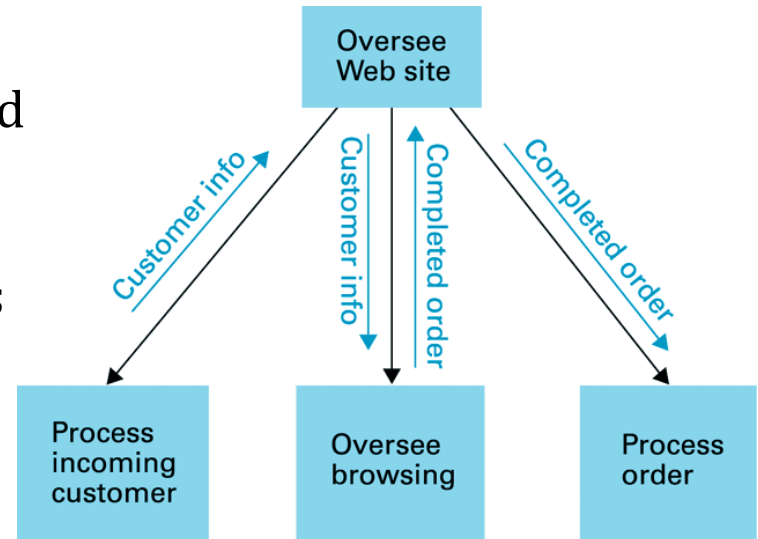 Oversee
Web site
d
Customer info
Customer info
Completed order
Completed order
s
Process
incoming
customer
Oversee
browsing
Process
order